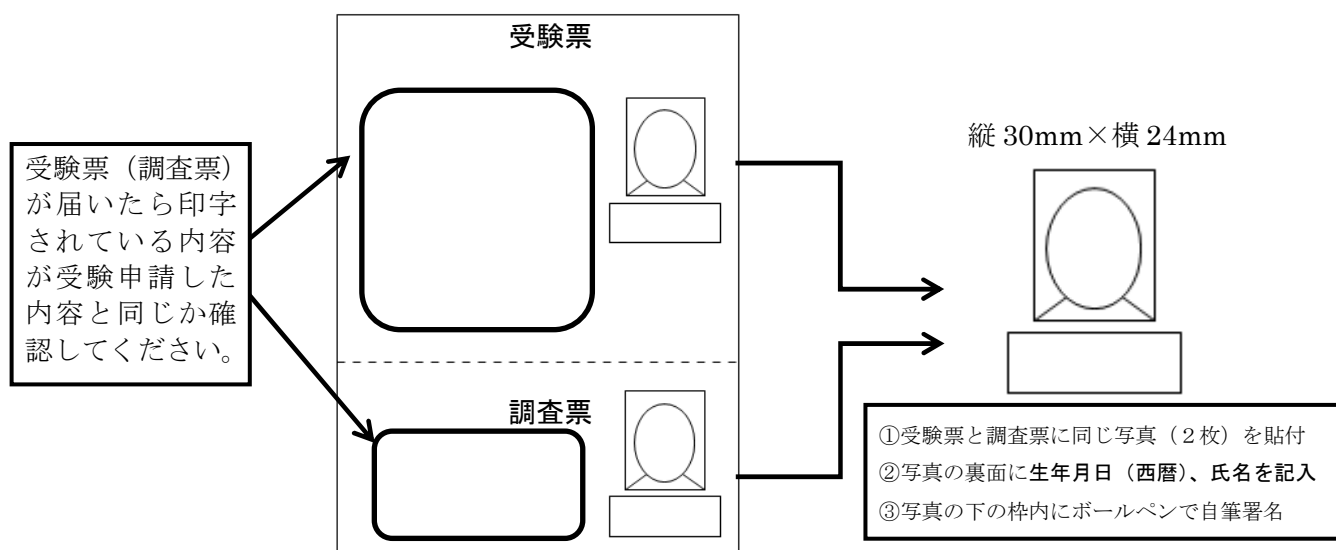 受験票
受験票（調査票）
が届いたら印字
されている内容
が受験申請した
内容と同じか確
認してください。
縦 30mm×横 24mm
調査票
①受験票と調査票に同じ写真（２枚）を貼付
②写真の裏面に生年月日（西暦）、氏名を記入
③写真の下の枠内にボールペンで自筆署名